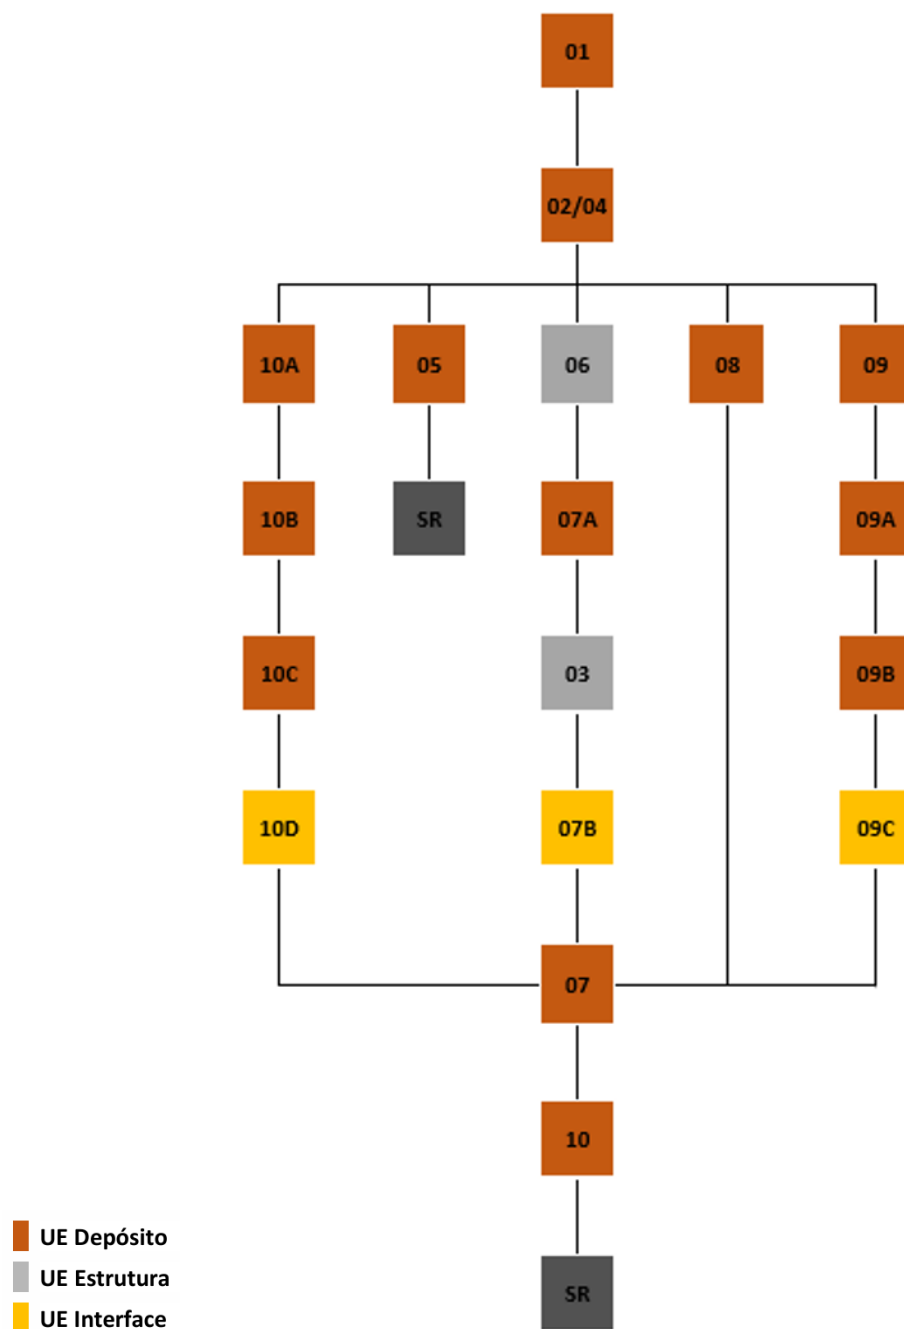 01
02/04
10A 05 06 08 09
10B SR 07A 09A
10C 03 09B
10D 07B 09C
07
10
SR
UE Depósito
UE Estrutura
UE Interface